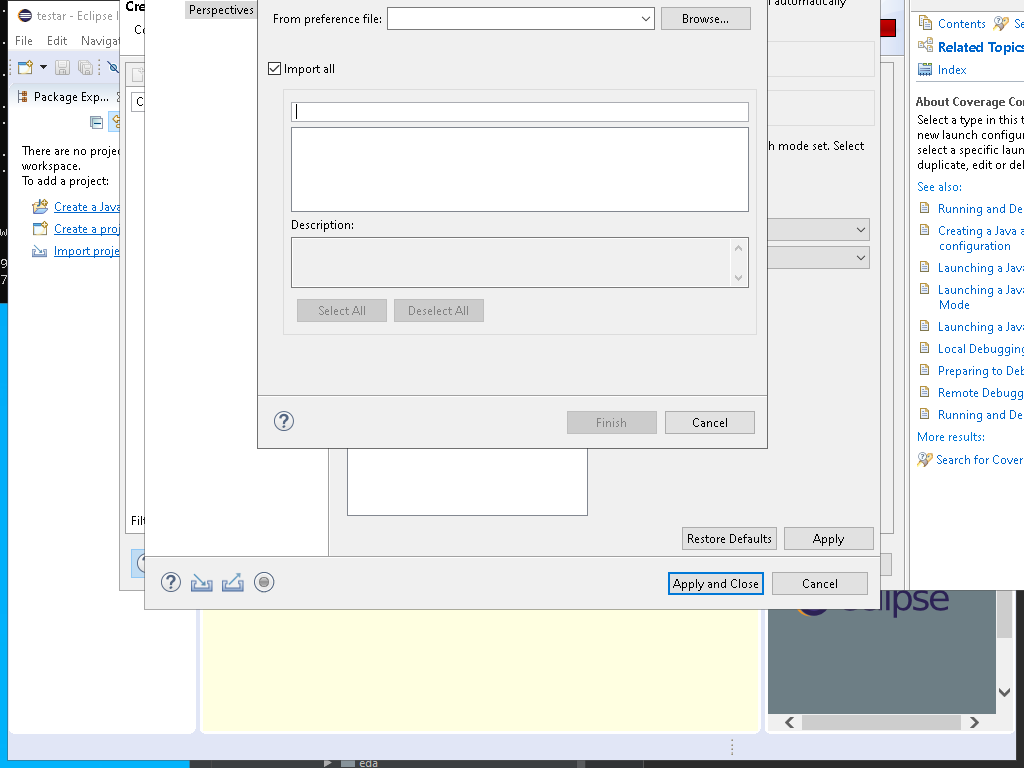 testar - Eclipse I
File Edit Navigat
Package Exp...
There are no projec
workspace.
To add a project:
Create a Java
Create a proj
Import proje
Cre
Perspectives
From preference file:
Browse...
Import all
Description:
Select All
Deselect All
Finish
Cancel
automatically
h mode set. Select
Restore Defaults
Apply
Apply and Close
Cancel
Contents
Se
Related Topics
Index
About Coverage Con
Select a type in this t
new launch configur
select a specific laun
duplicate, edit or del
See also:
Running and De
Creating a Java a
configuration
Launching a Java
Launching a Java
Mode
Launching a Java
Local Debugging
Preparing to Deb
Remote Debugg
Running and De
More results:
Search for Cover
eclipse
eda